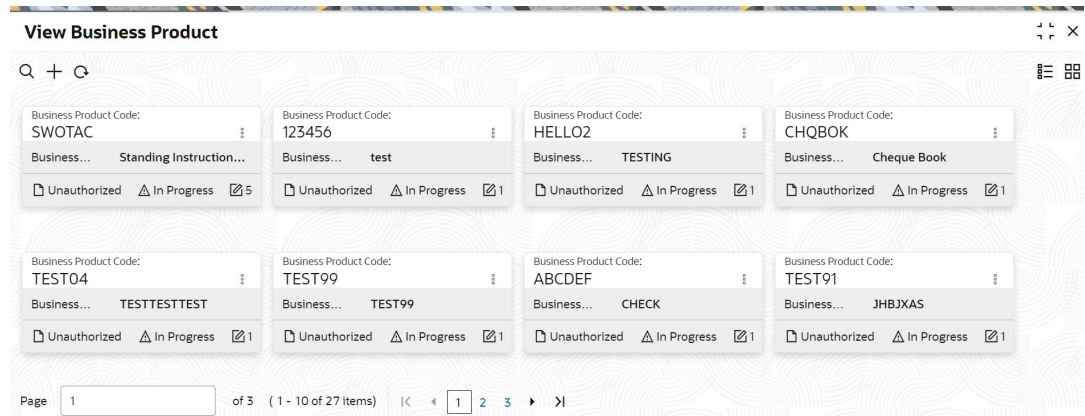 View Business Product
Business Product Code: Business Product Code: Business Product Code: Business Product Code:
SWOTAC 123456 HELLO2 CHQBOK
Business... Standing Instruction... Business... test Business... TESTING Business... Cheque Book
Unauthorized In Progress 5 Unauthorized In Progress 1 Unauthorized In Progress 1 Unauthorized In Progress 1
Business Product Code: Business Product Code: Business Product Code: Business Product Code:
TEST04 TEST99 ABCDEF TEST91
Business... TESTTESTTEST Business... TEST99 Business... CHECK Business... JHBJXAS
Unauthorized In Progress 1 Unauthorized In Progress 1 Unauthorized In Progress 1 Unauthorized In Progress 1
Page 1 of 3 (1 - 10 of 27 items) 1 2 3